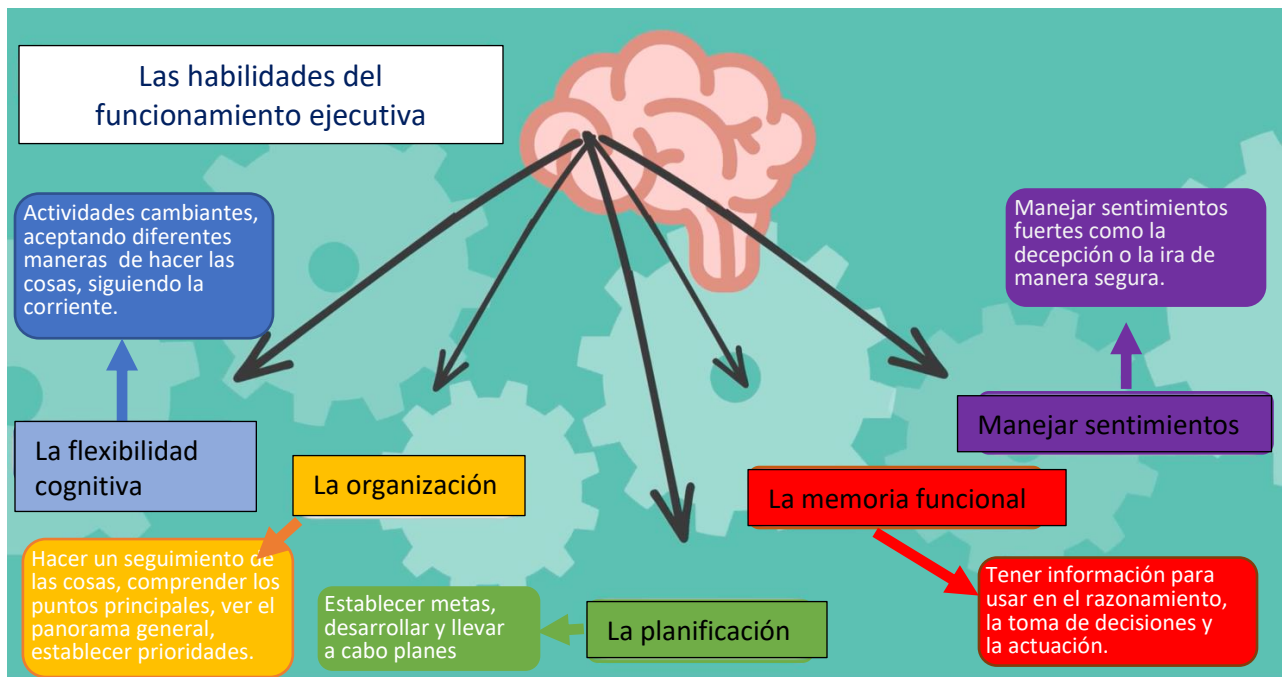 Las habilidades del
funcionamiento ejecutiva
Actividades cambiantes,
aceptando diferentes
maneras de hacer las
cosas, siguiendo la
corriente.
Manejar sentimientos
fuertes como la
decepción o la ira de
manera segura.
La flexibilidad
cognitiva
La organización
Manejar sentimientos
La memoria funcional
Hacer un seguimiento de
las cosas, comprender los
puntos principales, ver el
panorama general,
establecer prioridades.
Establecer metas,
desarrollar y llevar
a cabo planes
La planificación
Tener información para
usar en el razonamiento,
la toma de decisiones y
la actuación.